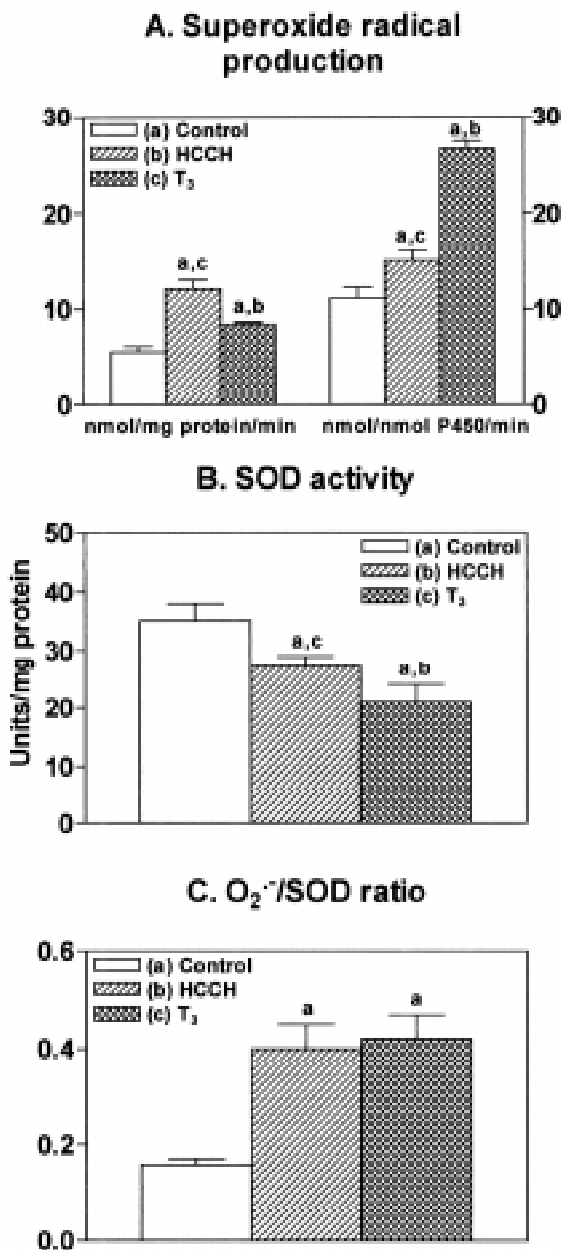 A. Superoxide radical
production
30
20
10
0
(a) Control
(b) HCCH
(c) T₃
a,c
a,b
a,c
a,b
30
20
10
0
nmol/mg protein/min
nmol/nmol P450/min
B. SOD activity
Units/mg protein
50
40
30
20
10
0
(a) Control
(b) HCCH
(c) T₃
a,c
a,b
C. O₂·⁻/SOD ratio
0.6
0.4
0.2
0.0
(a) Control
(b) HCCH
(c) T₃
a
a